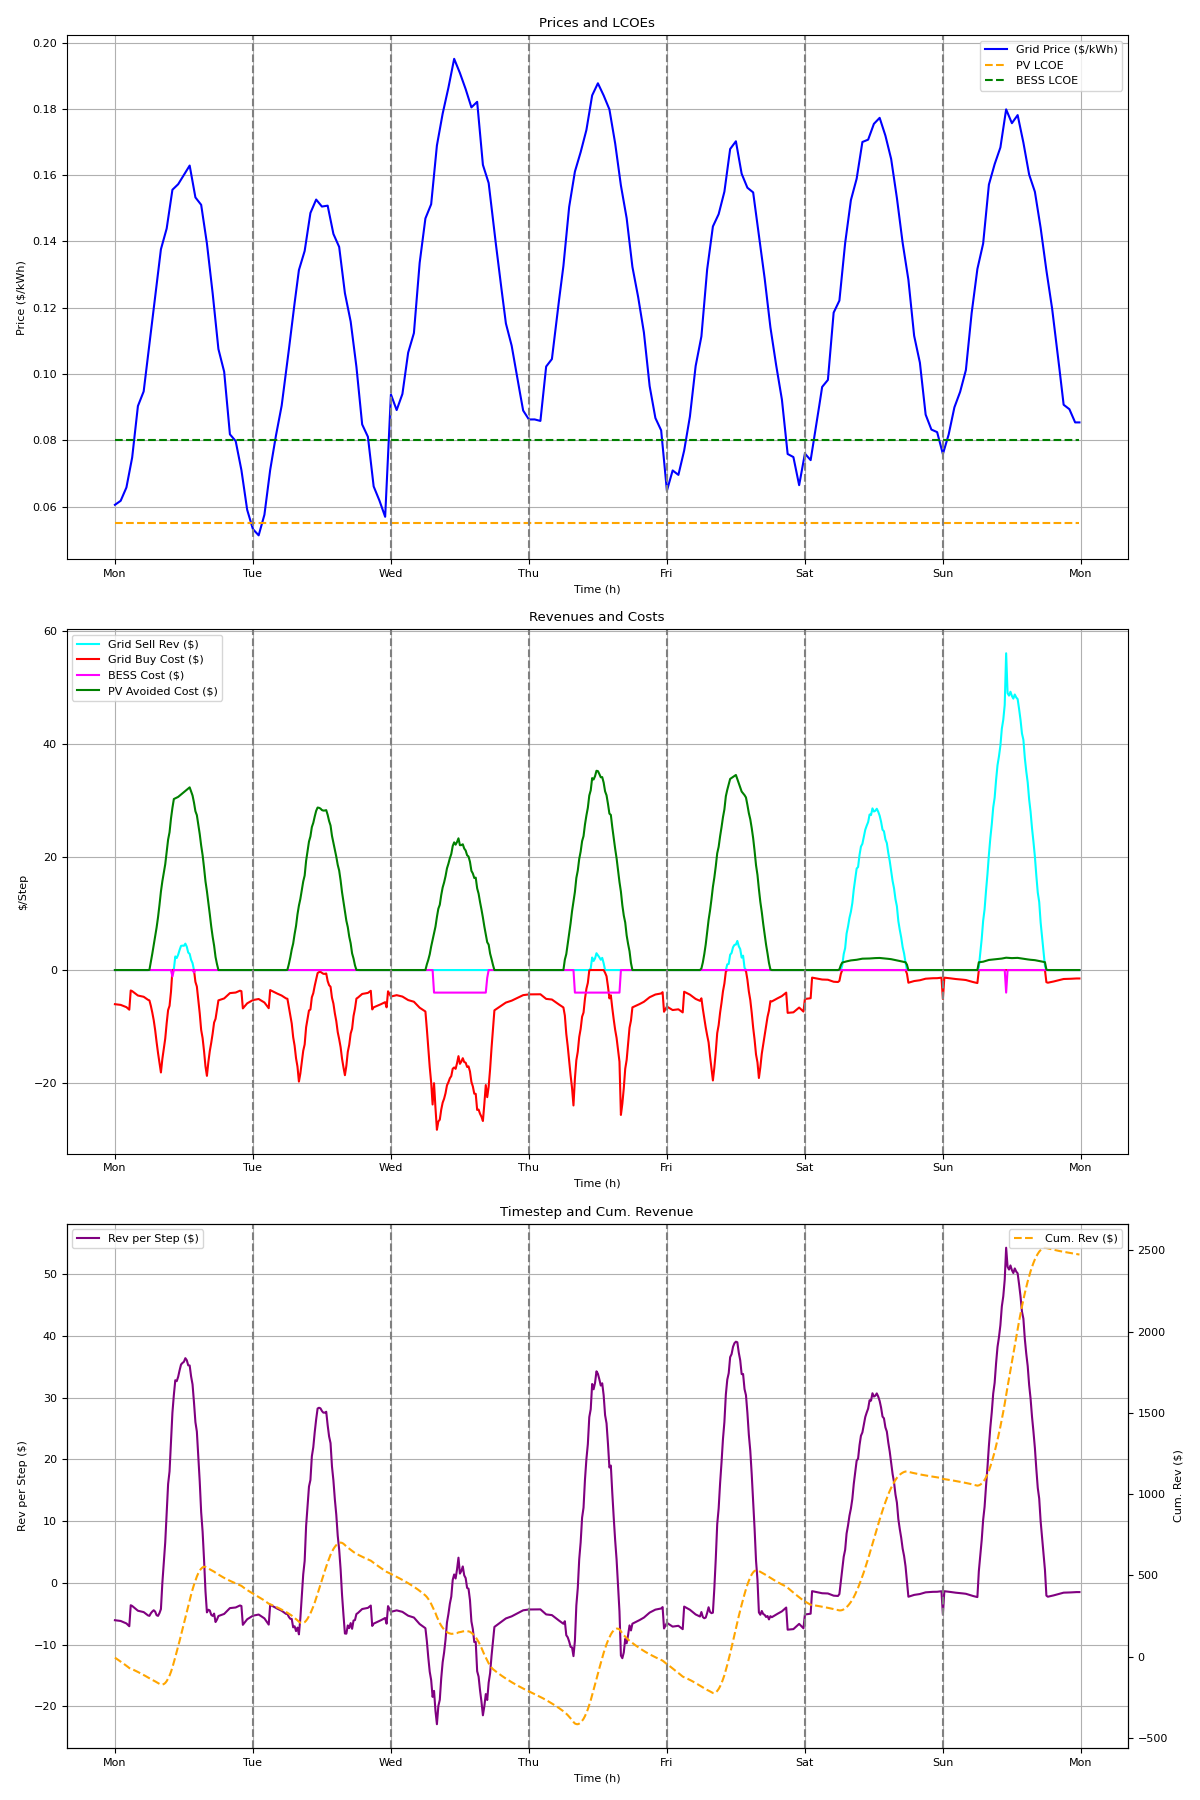 Prices and LCOEs
Grid Price ($/kWh)
PV LCOE
BESS LCOE
Price ($/kWh)
0.20
0.18
0.16
0.14
0.12
0.10
0.08
0.06
Mon Tue Wed Thu Fri Sat Sun Mon
Time (h)
Revenues and Costs
Grid Sell Rev ($)
Grid Buy Cost ($)
BESS Cost ($)
PV Avoided Cost ($)
$/Step
60
40
20
0
−20
Mon Tue Wed Thu Fri Sat Sun Mon
Time (h)
Timestep and Cum. Revenue
Rev per Step ($)
Cum. Rev ($)
Rev per Step ($)
50
40
30
20
10
0
−10
−20
2500
2000
1500
1000
500
0
−500
Cum. Rev ($)
Mon Tue Wed Thu Fri Sat Sun Mon
Time (h)